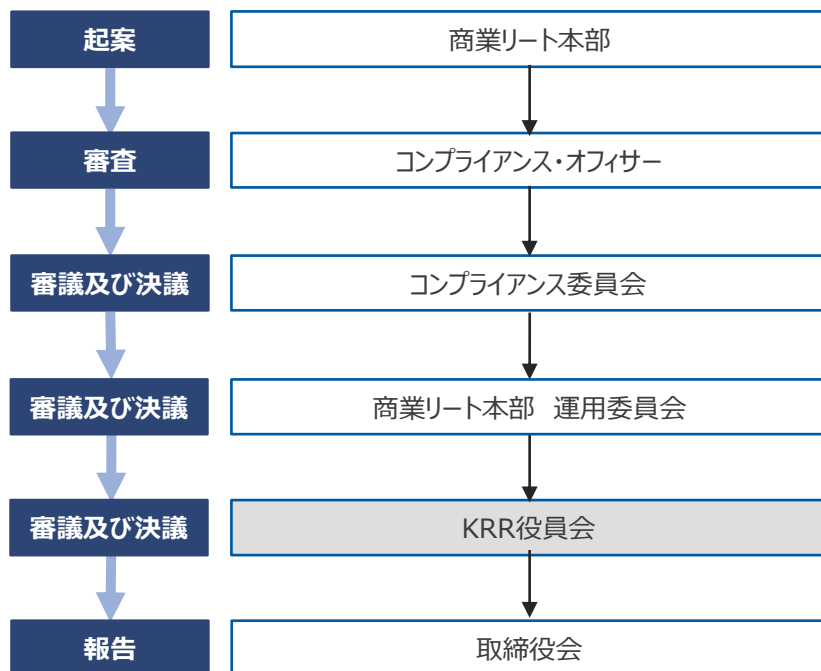 起案
商業リート本部
審査
コンプライアンス・オフィサー
審議及び決議
コンプライアンス委員会
審議及び決議
商業リート本部　運用委員会
審議及び決議
KRR役員会
報告
取締役会